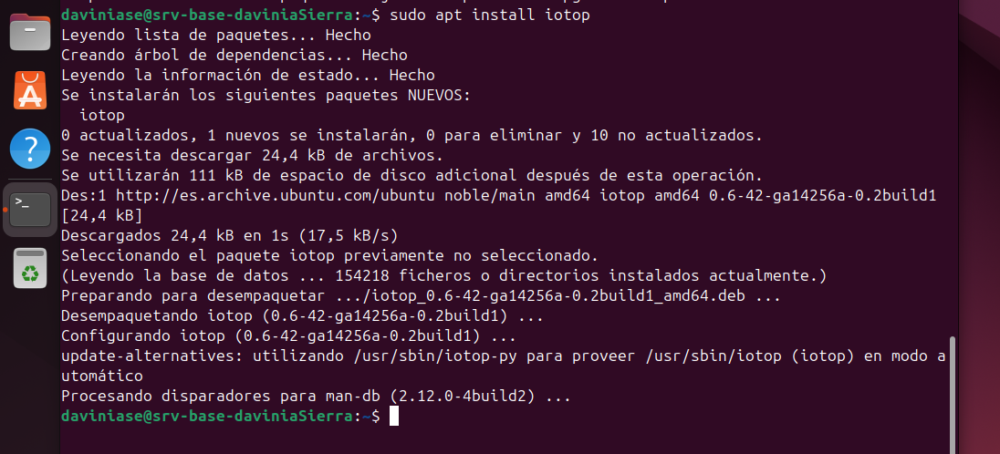 daviniase@srv-base-daviniaSierra:~$ sudo apt install iotop
Leyendo lista de paquetes... Hecho
Creando árbol de dependencias... Hecho
Leyendo la información de estado... Hecho
Se instalarán los siguientes paquetes NUEVOS:
  iotop
0 actualizados, 1 nuevos se instalarán, 0 para eliminar y 10 no actualizados.
Se necesita descargar 24,4 kB de archivos.
Se utilizarán 111 kB de espacio de disco adicional después de esta operación.
Des:1 http://es.archive.ubuntu.com/ubuntu noble/main amd64 iotop amd64 0.6-42-ga14256a-0.2build1
[24,4 kB]
Descargados 24,4 kB en 1s (17,5 kB/s)
Seleccionando el paquete iotop previamente no seleccionado.
(Leyendo la base de datos ... 154218 ficheros o directorios instalados actualmente.)
Preparando para desempaquetar .../iotop_0.6-42-ga14256a-0.2build1_amd64.deb ...
Desempaquetando iotop (0.6-42-ga14256a-0.2build1) ...
Configurando iotop (0.6-42-ga14256a-0.2build1) ...
update-alternatives: utilizando /usr/sbin/iotop-py para proveer /usr/sbin/iotop (iotop) en modo a
utomático
Procesando disparadores para man-db (2.12.0-4build2) ...
daviniase@srv-base-daviniaSierra:~$